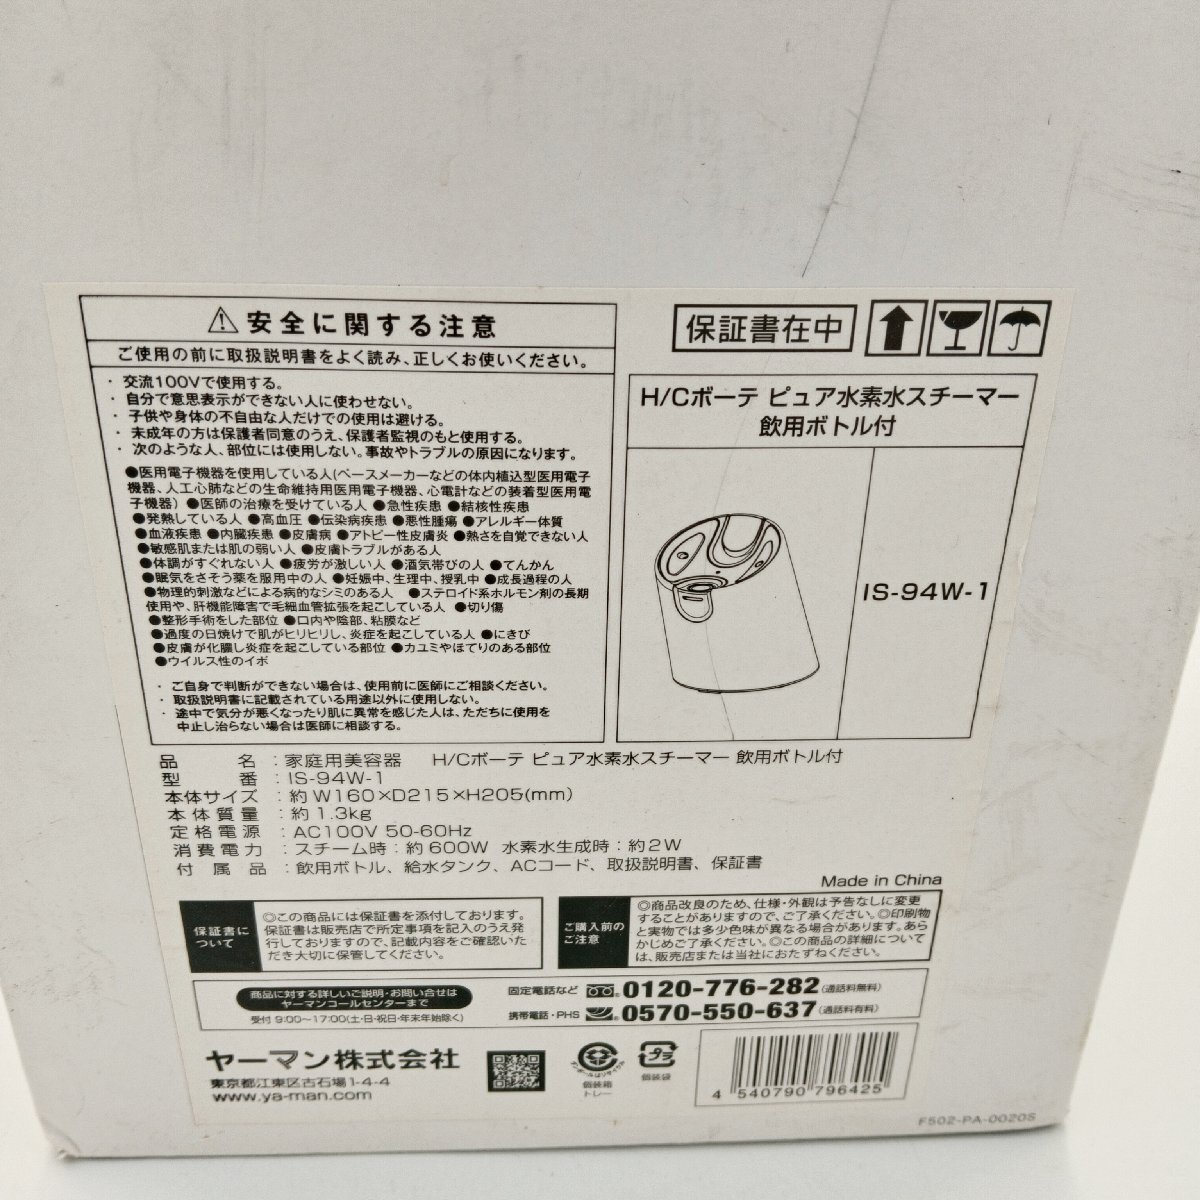 安全に関する注意
ご使用の前に取扱説明書をよく読み、正しくお使いください。
・ 交流100Vで使用する。
・ 自分で意思表示ができない人に使わせない。
・ 子供や身体の不自由な人だけでの使用は避ける。
・ 未成年の方は保護者同意のうえ、保護者監視のもと使用する。
・ 次のような人、部位には使用しない。事故やトラブルの原因になります。
●医用電子機器を使用している人(ペースメーカーなどの体内植込型医用電子
機器、人工心肺などの生命維持用医用電子機器、心電計などの装着型医用電
子機器) ●医師の治療を受けている人 ●急性疾患 ●結核性疾患
●発熱している人 ●高血圧 ●伝染病疾患 ●悪性腫瘍 ●アレルギー体質
●血液疾患 ●内臓疾患 ●皮膚病 ●アトピー性皮膚炎 ●熱さを自覚できない人
●敏感肌または肌の弱い人 ●皮膚トラブルがある人
●体調がすぐれない人 ●疲労が激しい人 ●酒気帯びの人 ●てんかん
●眠気をさそう薬を服用中の人 ●妊娠中、生理中、授乳中 ●成長過程の人
●物理的刺激などによる病的なシミのある人 ●ステロイド系ホルモン剤の長期
使用や、肝機能障害で毛細血管拡張を起こしている人 ●切り傷
●整形手術をした部位 ●口内や陰部、粘膜など
●過度の日焼けで肌がヒリヒリし、炎症を起こしている人 ●にきび
●皮膚が化膿し炎症を起こしている部位 ●カユミやほてりのある部位
●ウイルス性のイボ
・ ご自身で判断ができない場合は、使用前に医師にご相談ください。
・ 取扱説明書に記載されている用途以外に使用しない。
・ 途中で気分が悪くなったり肌に異常を感じた人は、ただちに使用を
中止し治らない場合は医師に相談する。
保証書在中
H/Cボーテ ピュア水素水スチーマー
飲用ボトル付
IS-94W-1
品 名 : 家庭用美容器 H/Cボーテ ピュア水素水スチーマー 飲用ボトル付
型 番 : IS-94W-1
本体サイズ : 約 W160×D215×H205(mm)
本体質量 : 約 1.3kg
定格電源 : AC100V 50-60Hz
消費電力 : スチーム時：約 600W 水素水生成時：約2W
付属品 : 飲用ボトル、給水タンク、ACコード、取扱説明書、保証書
Made in China
保証書に
ついて
◎この商品には保証書を添付しております。
保証書は販売店で所定事項を記入のうえ発
行しておりますので、記載内容をご確認いた
だき大切に保管してください。
ご購入前の
ご注意
◎商品改良のため、仕様・外観は予告なしに変更
することがありますので、ご了承ください。◎印刷物
と実物では多少色味が異なる場合があります。あら
かじめご了承ください。◎この商品の詳細について
は、販売店または当社におたずねください。
商品に対する詳しいご説明・お問い合せは
ヤーマンコールセンターまで
受付 9:00〜17:00(土・日・祝日・年末年始除く)
固定電話など 0120-776-282 (通話料無料)
携帯電話・PHS 0570-550-637 (通話料有料)
ヤーマン株式会社
東京都江東区古石場1-4-4
www.ya-man.com
ダンボールはリサイクル
個装箱
トレー
プラ
個装袋
4 540790 796425
F502-PA-0020S